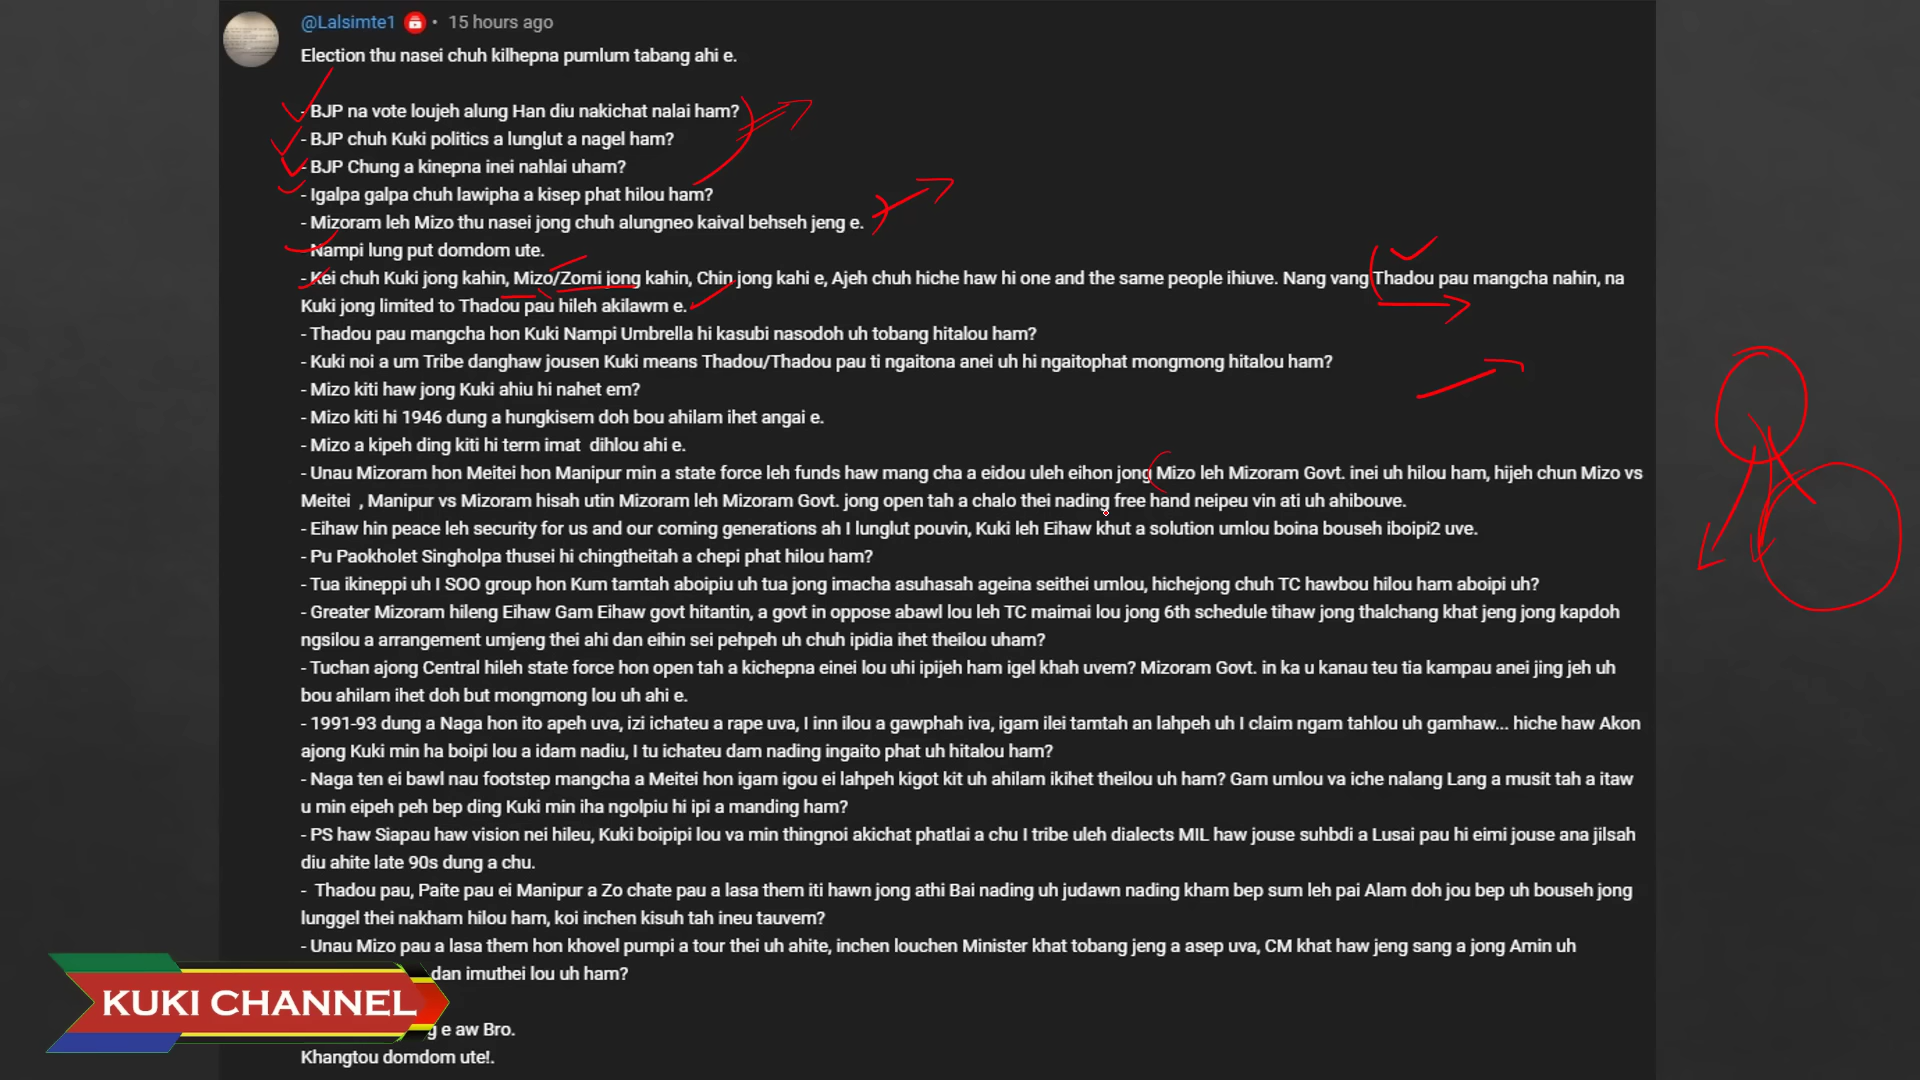 @Lalsimte1 • 15 hours ago
Election thu nasei chuh kilhepna pumlum tabang ahi e.
- BJP na vote loujeh alung Han diu nakichat nalai ham?
- BJP chuh Kuki politics a lunglut a nagel ham?
- BJP Chung a kinepna inei nahlai uham?
- Igalpa galpa chuh lawipha a kisep phat hilou ham?
- Mizoram leh Mizo thu nasei jong chuh alungneo kaival behseh jeng e.
- Nampi lung put domdom ute.
- Kei chuh Kuki jong kahin, Mizo/Zomi jong kahin, Chin jong kahi e, Ajeh chuh hiche haw hi one and the same people ihiuve. Nang vang Thadou pau mangcha nahin, na
Kuki jong limited to Thadou pau hileh akilawm e.
- Thadou pau mangcha hon Kuki Nampi Umbrella hi kasubi nasodoh uh tobang hitalou ham?
- Kuki noi a um Tribe danghaw jousen Kuki means Thadou/Thadou pau ti ngaitona anei uh hi ngaitophat mongmong hitalou ham?
- Mizo kiti haw jong Kuki ahiu hi nahet em?
- Mizo kiti hi 1946 dung a hungkisem doh bou ahilam ihet angai e.
- Mizo a kipeh ding kiti hi term imat dihlou ahi e.
- Unau Mizoram hon Meitei hon Manipur min a state force leh funds haw mang cha a eidou uleh eihon jong Mizo leh Mizoram Govt. inei uh hilou ham, hijeh chun Mizo vs
Meitei , Manipur vs Mizoram hisah utin Mizoram leh Mizoram Govt. jong open tah a chalo thei nading free hand neipeu vin ati uh ahibouve.
- Eihaw hin peace leh security for us and our coming generations ah I lunglut pouvin, Kuki leh Eihaw khut a solution umlou boina bouseh iboipi2 uve.
- Pu Paokholet Singholpa thusei hi chingtheitah a chepi phat hilou ham?
- Tua ikineppi uh I SOO group hon Kum tamtah aboipiu uh tua jong imacha asuhasah ageina seithei umlou, hichejong chuh TC hawbou hilou ham aboipi uh?
- Greater Mizoram hileng Eihaw Gam Eihaw govt hitantin, a govt in oppose abawl lou leh TC maimai lou jong 6th schedule tihaw jong thalchang khat jeng jong kapdoh
ngsilou a arrangement umjeng thei ahi dan eihin sei pehpeh uh chuh ipidia ihet theilou uham?
- Tuchan ajong Central hileh state force hon open tah a kichepna einei lou uhi ipijeh ham igel khah uvem? Mizoram Govt. in ka u kanau teu tia kampau anei jing jeh uh
bou ahilam ihet doh but mongmong lou uh ahi e.
- 1991-93 dung a Naga hon ito apeh uva, izi ichateu a rape uva, I inn ilou a gawphah iva, igam ilei tamtah an lahpeh uh I claim ngam tahlou uh gamhaw... hiche haw Akon
ajong Kuki min ha boipi lou a idam nadiu, I tu ichateu dam nading ingaito phat uh hitalou ham?
- Naga ten ei bawl nau footstep mangcha a Meitei hon igam igou ei lahpeh kigot kit uh ahilam ikihet theilou uh ham? Gam umlou va iche nalang Lang a musit tah a itaw
u min eipeh peh bep ding Kuki min iha ngolpiu hi ipi a manding ham?
- PS haw Siapau haw vision nei hileu, Kuki boipipi lou va min thingnoi akichat phatlai a chu I tribe uleh dialects MIL haw jouse suhbdi a Lusai pau hi eimi jouse ana jilsah
diu ahite late 90s dung a chu.
- Thadou pau, Paite pau ei Manipur a Zo chate pau a lasa them iti hawn jong athi Bai nading uh judawn nading kham bep sum leh pai Alam doh jou bep uh bouseh jong
lunggel thei nakham hilou ham, koi inchen kisuh tah ineu tauvem?
- Unau Mizo pau a lasa them hon khovel pumpi a tour thei uh ahite, inchen louchen Minister khat tobang jeng a asep uva, CM khat haw jeng sang a jong Amin uh
dan imuthei lou uh ham?
KUKI CHANNEL
g e aw Bro.
Khangtou domdom ute!.